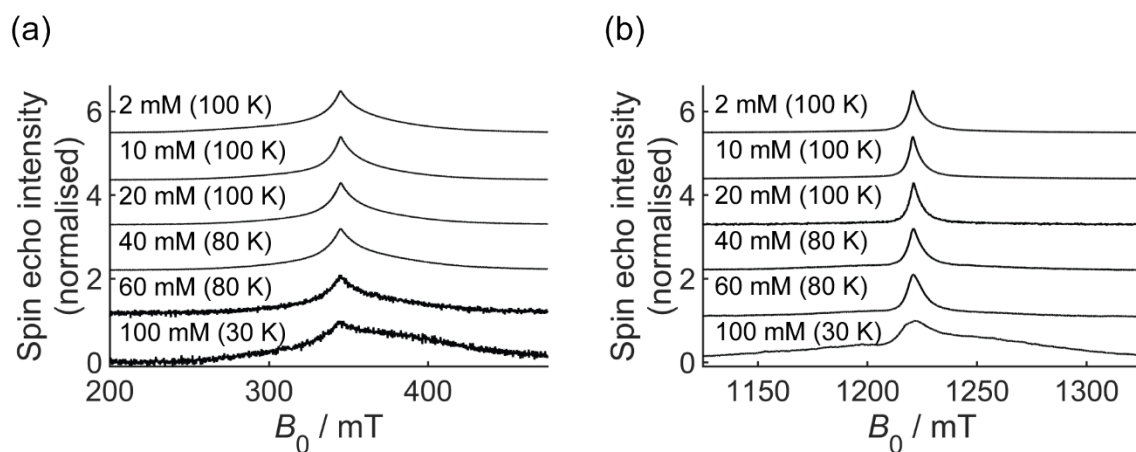 (a)
Spin echo intensity
(normalised)
6
4
2
0
2 mM (100 K)
10 mM (100 K)
20 mM (100 K)
40 mM (80 K)
60 mM (80 K)
100 mM (30 K)
200 300 400
B0 / mT
(b)
Spin echo intensity
(normalised)
6
4
2
0
2 mM (100 K)
10 mM (100 K)
20 mM (100 K)
40 mM (80 K)
60 mM (80 K)
100 mM (30 K)
1150 1200 1250 1300
B0 / mT